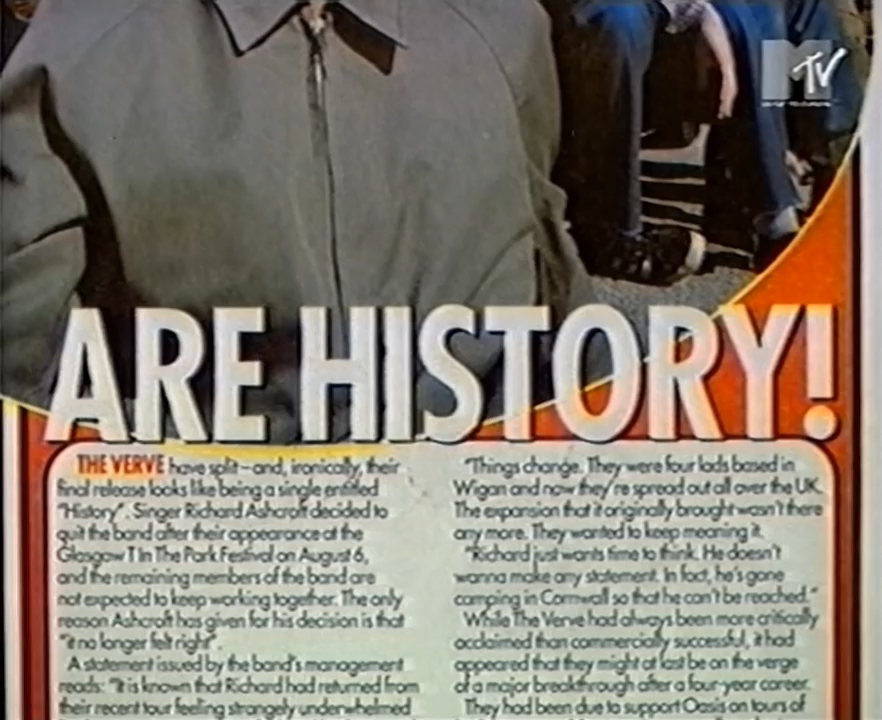 MTV
MUSIC TELEVISION
ARE HISTORY!
THE VERVE have split–and, ironically, their
final release looks like being a single entitled
"History". Singer Richard Ashcroft decided to
quit the band after their appearance at the
Glasgow T In The Park Festival on August 6,
and the remaining members of the band are
not expected to keep working together. The only
reason Ashcroft has given for his decision is that
"it no longer felt right".
A statement issued by the band's management
reads: "It is known that Richard had returned from
their recent tour feeling strangely underwhelmed
"Things change. They were four lads based in
Wigan and now they're spread out all over the UK.
The expansion that it originally brought wasn't there
any more. They wanted to keep meaning it.
"Richard just wants time to think. He doesn't
wanna make any statement. In fact, he's gone
camping in Cornwall so that he can't be reached."
While The Verve had always been more critically
acclaimed than commercially successful, it had
appeared that they might at last be on the verge
of a major breakthrough after a four-year career.
They had been due to support Oasis on tours of